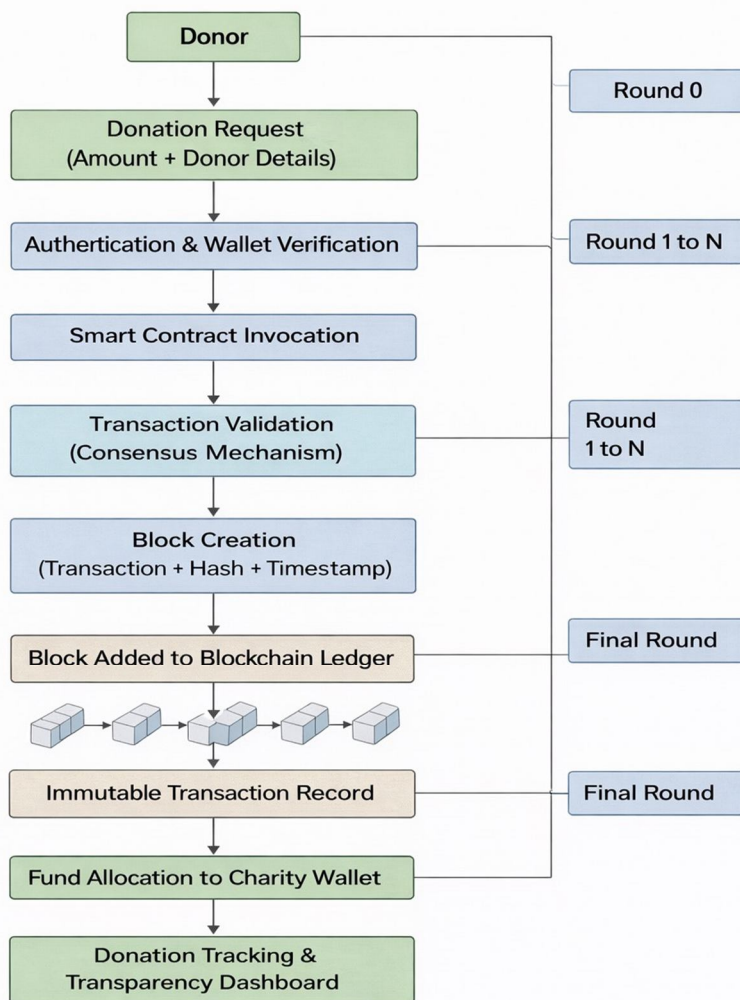 Donor
Round 0
Donation Request
(Amount + Donor Details)
Authertication & Wallet Verification
Round 1 to N
Smart Contract Invocation
Transaction Validation
(Consensus Mechanism)
Round
1 to N
Block Creation
(Transaction + Hash + Timestamp)
Block Added to Blockchain Ledger
Final Round
Immutable Transaction Record
Final Round
Fund Allocation to Charity Wallet
Donation Tracking &
Transparency Dashboard